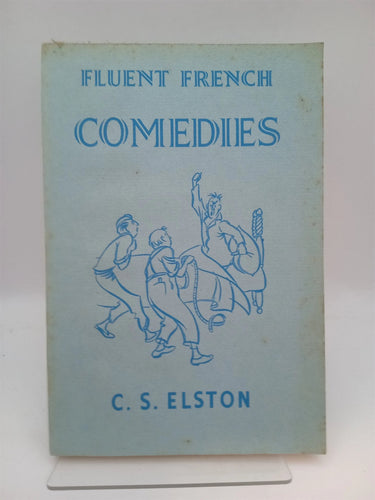 FLUENT FRENCH
COMEDIES
C. S. ELSTON